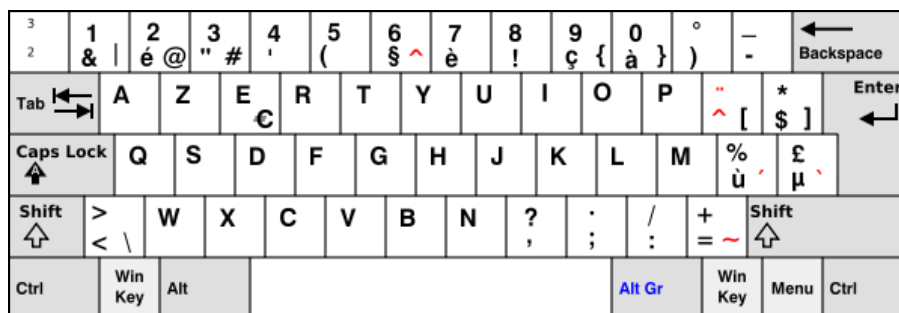 3 1 2 3 4 5 6 7 8 9 0 ° _
2 & | é @ " # ' ( § ^ è ! ç { à } ) - Backspace
Tab A Z E R T Y U I O P ¨ * Enter
€ ^ [ $ ]
Caps Lock Q S D F G H J K L M % £
ù ´ µ `
Shift > W X C V B N ? . / + Shift
< \ , ; : = ~
Ctrl Win Key Alt Alt Gr Win Key Menu Ctrl